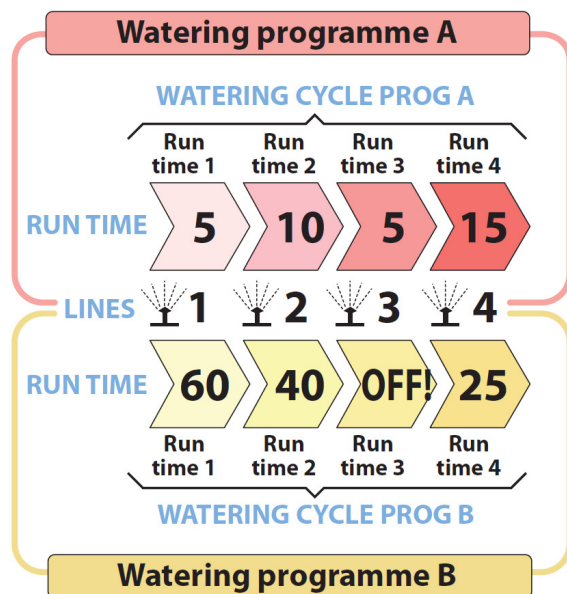 Watering programme A
WATERING CYCLE PROG A
Run time 1 Run time 2 Run time 3 Run time 4
RUN TIME 5 10 5 15
LINES 1 2 3 4
RUN TIME 60 40 OFF! 25
Run time 1 Run time 2 Run time 3 Run time 4
WATERING CYCLE PROG B
Watering programme B